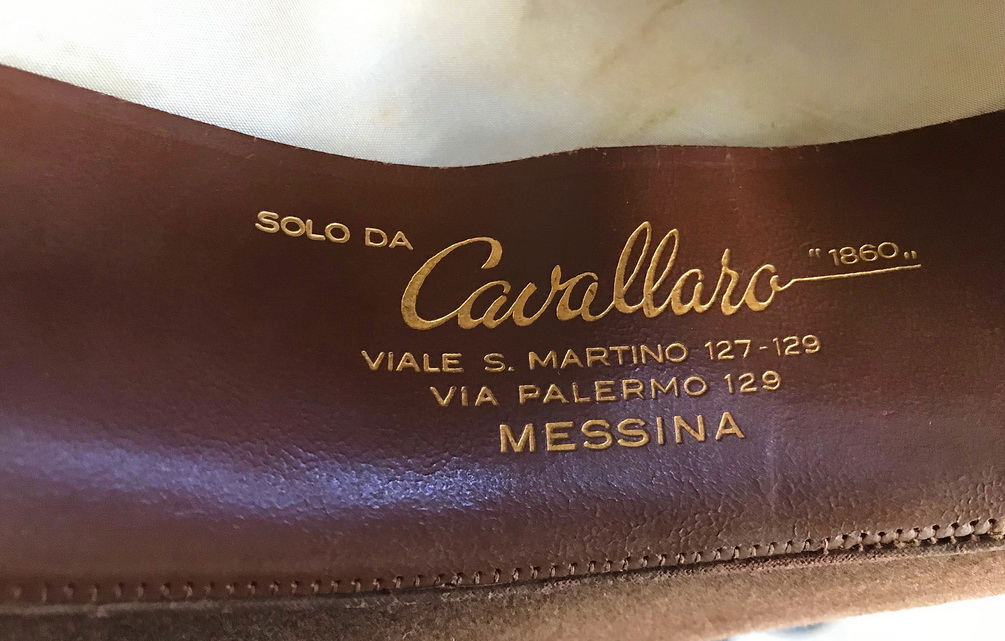 SOLO DA
Cavallaro "1860"
VIALE S. MARTINO 127-129
VIA PALERMO 129
MESSINA